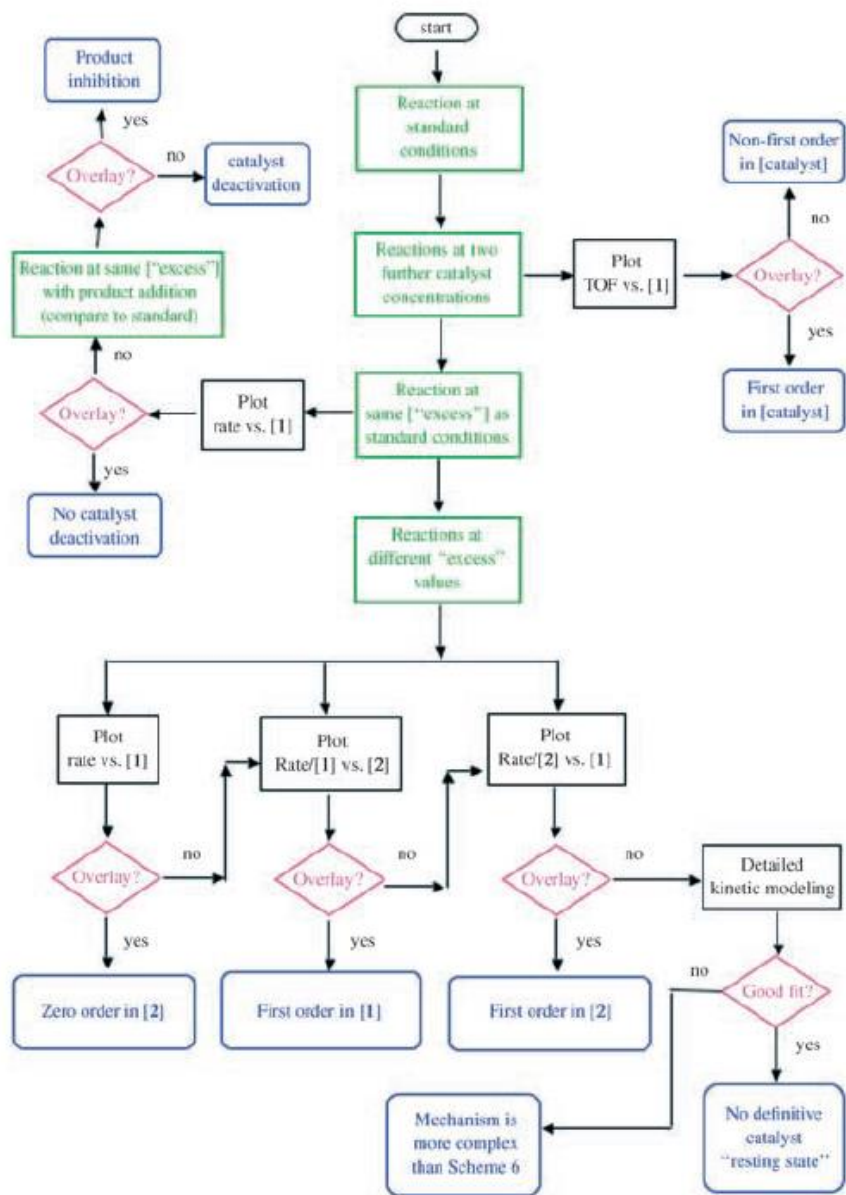 start
Product
inhibition
Reaction at
standard
conditions
yes
Non-first order
in [catalyst]
Overlay?
no
catalyst
deactivation
no
Reaction at same ["excess"]
with product addition
(compare to standard)
Reactions at two
further catalyst
concentrations
Plot
TOF vs. [1]
Overlay?
yes
no
Overlay?
Plot
rate vs. [1]
Reaction at
same ["excess"] as
standard conditions
First order
in [catalyst]
yes
No catalyst
deactivation
Reactions at
different "excess"
values
Plot
rate vs. [1]
Plot
Rate/[1] vs. [2]
Plot
Rate/[2] vs. [1]
Overlay?
no
Overlay?
no
Overlay?
no
Detailed
kinetic modeling
yes
yes
yes
no
Good fit?
Zero order in [2]
First order in [1]
First order in [2]
yes
Mechanism is
more complex
than Scheme 6
No definitive
catalyst
"resting state"